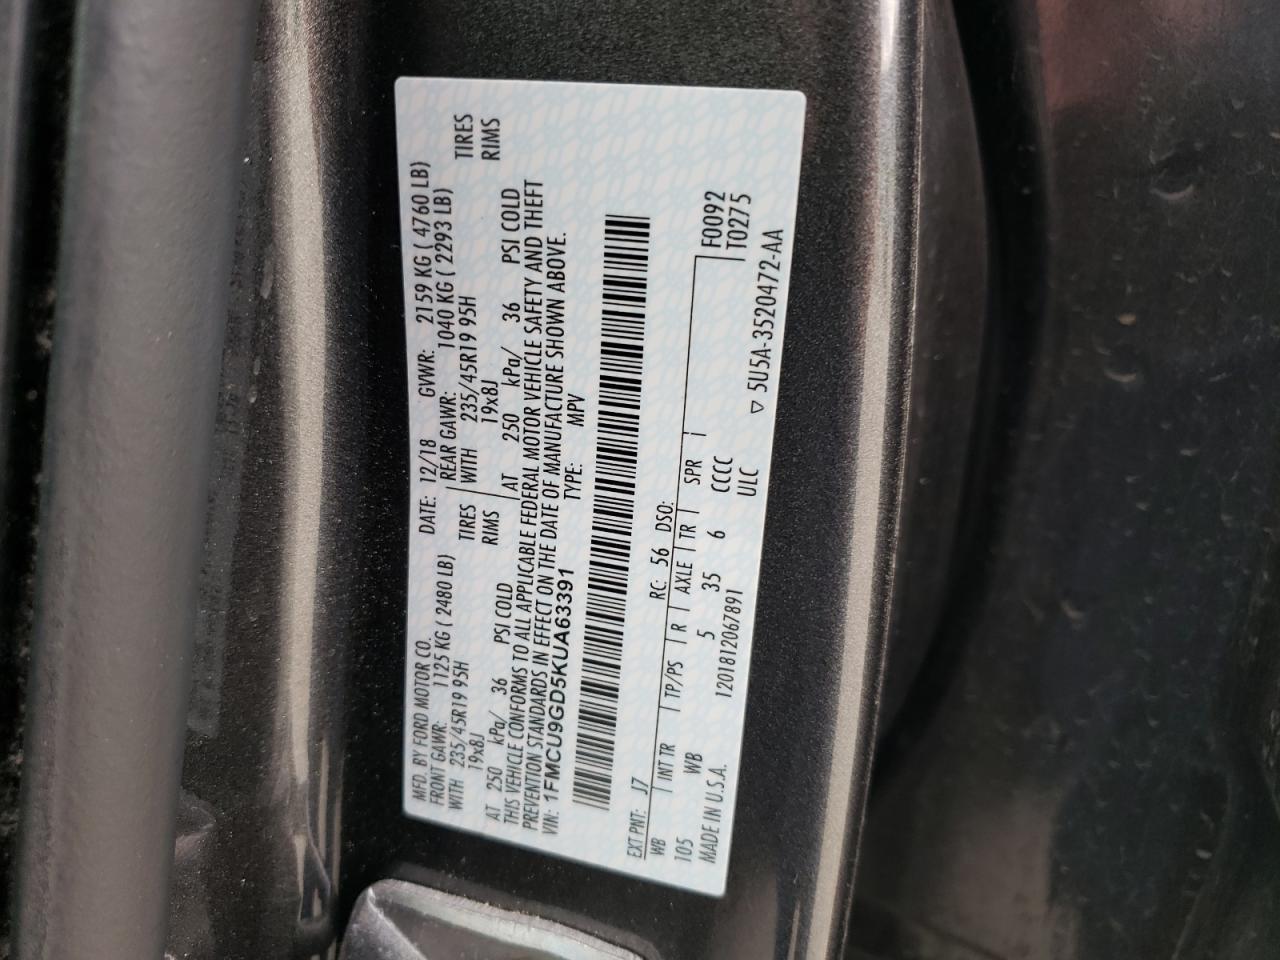 MFD. BY FORD MOTOR CO. DATE: 12/18 GVWR: 2159 KG ( 4760 LB)
FRONT GAWR: 1125 KG ( 2480 LB) REAR GAWR: 1040 KG ( 2293 LB)
WITH 235/45R19 95H TIRES WITH 235/45R19 95H TIRES
19x8J RIMS 19x8J RIMS
AT 250 kPa/ 36 PSI COLD AT 250 kPa/ 36 PSI COLD
THIS VEHICLE CONFORMS TO ALL APPLICABLE FEDERAL MOTOR VEHICLE SAFETY AND THEFT
PREVENTION STANDARDS IN EFFECT ON THE DATE OF MANUFACTURE SHOWN ABOVE.
VIN: 1FMCU9GD5KUA63391 TYPE: MPV
EXT PNT: J7 RC: 56 DSO: F0092
WB INT TR TP/PS R AXLE TR SPR T0275
105 WB 5 35 6 CCCC
MADE IN U.S.A. 1201812067891 ULC
▽ 5U5A-3520472-AA